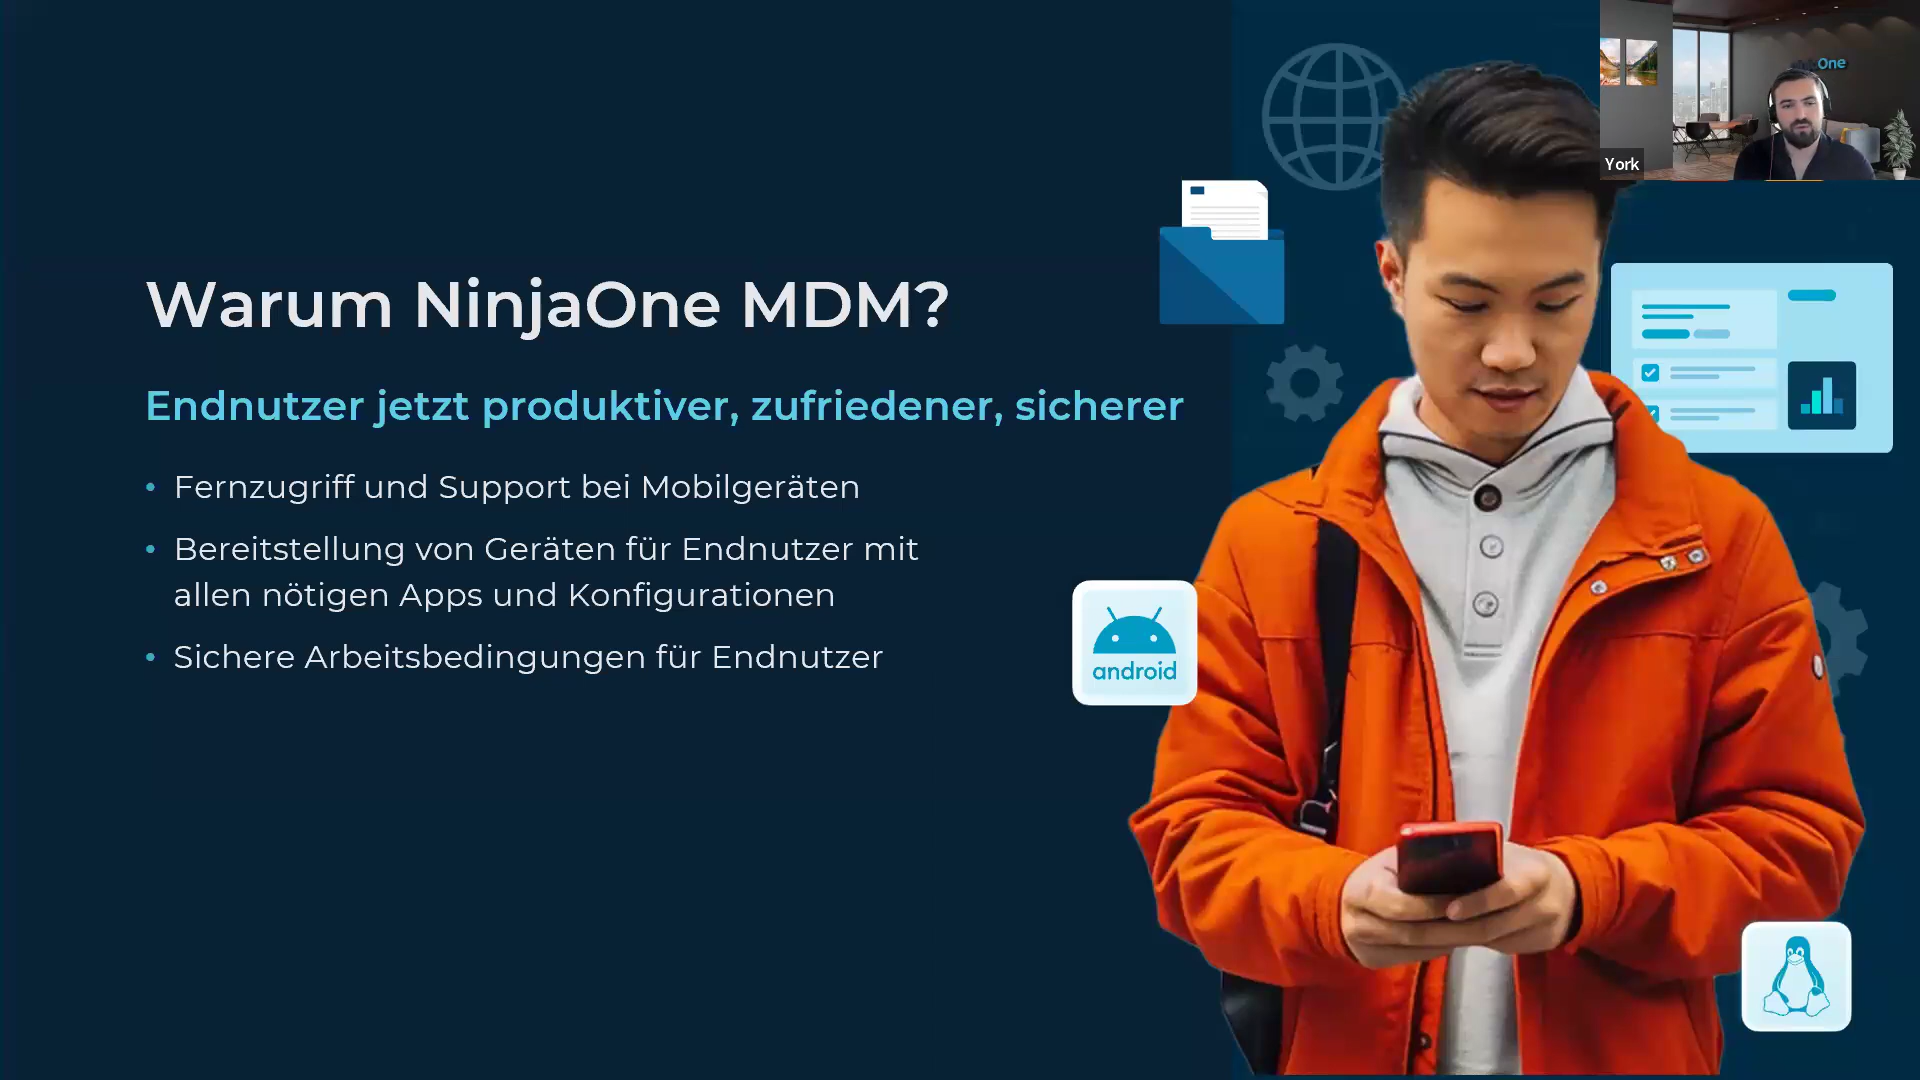 One
York
Warum NinjaOne MDM?
Endnutzer jetzt produktiver, zufriedener, sicherer
• Fernzugriff und Support bei Mobilgeräten
• Bereitstellung von Geräten für Endnutzer mit
allen nötigen Apps und Konfigurationen
• Sichere Arbeitsbedingungen für Endnutzer
android